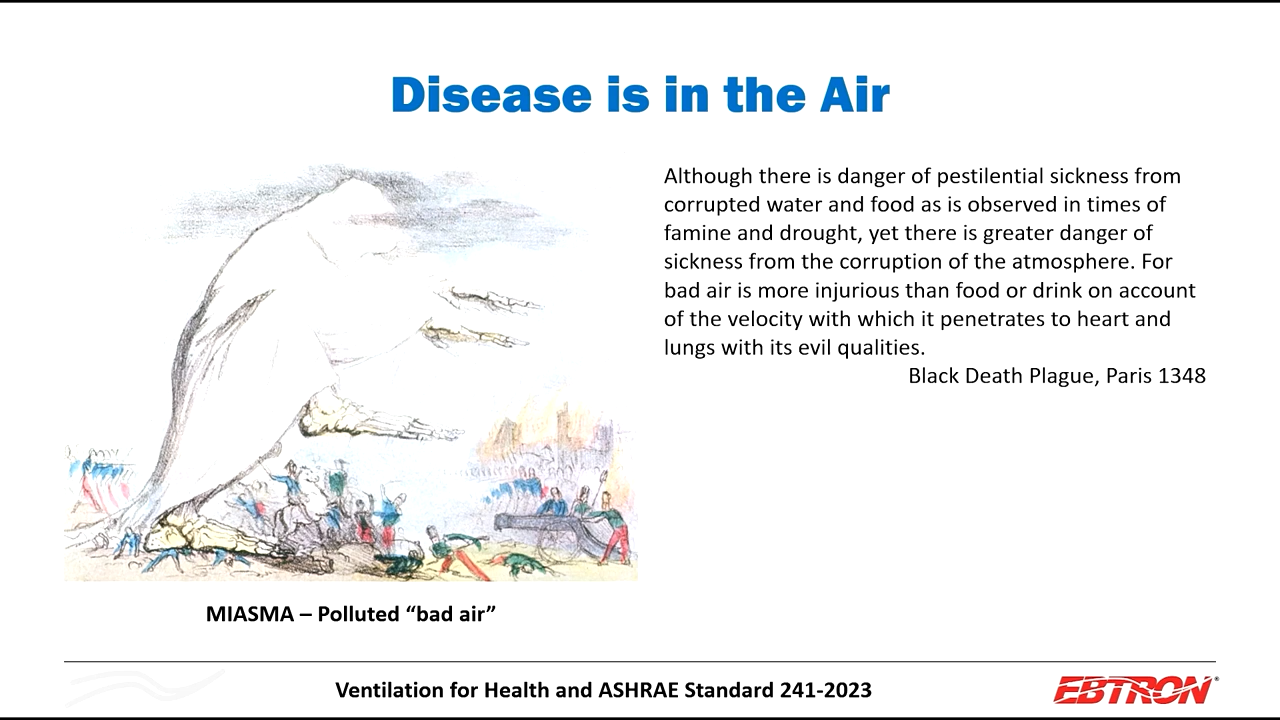 Disease is in the Air
Although there is danger of pestilential sickness from
corrupted water and food as is observed in times of
famine and drought, yet there is greater danger of
sickness from the corruption of the atmosphere. For
bad air is more injurious than food or drink on account
of the velocity with which it penetrates to heart and
lungs with its evil qualities.
Black Death Plague, Paris 1348
MIASMA – Polluted “bad air”
Ventilation for Health and ASHRAE Standard 241-2023
EBTRON®